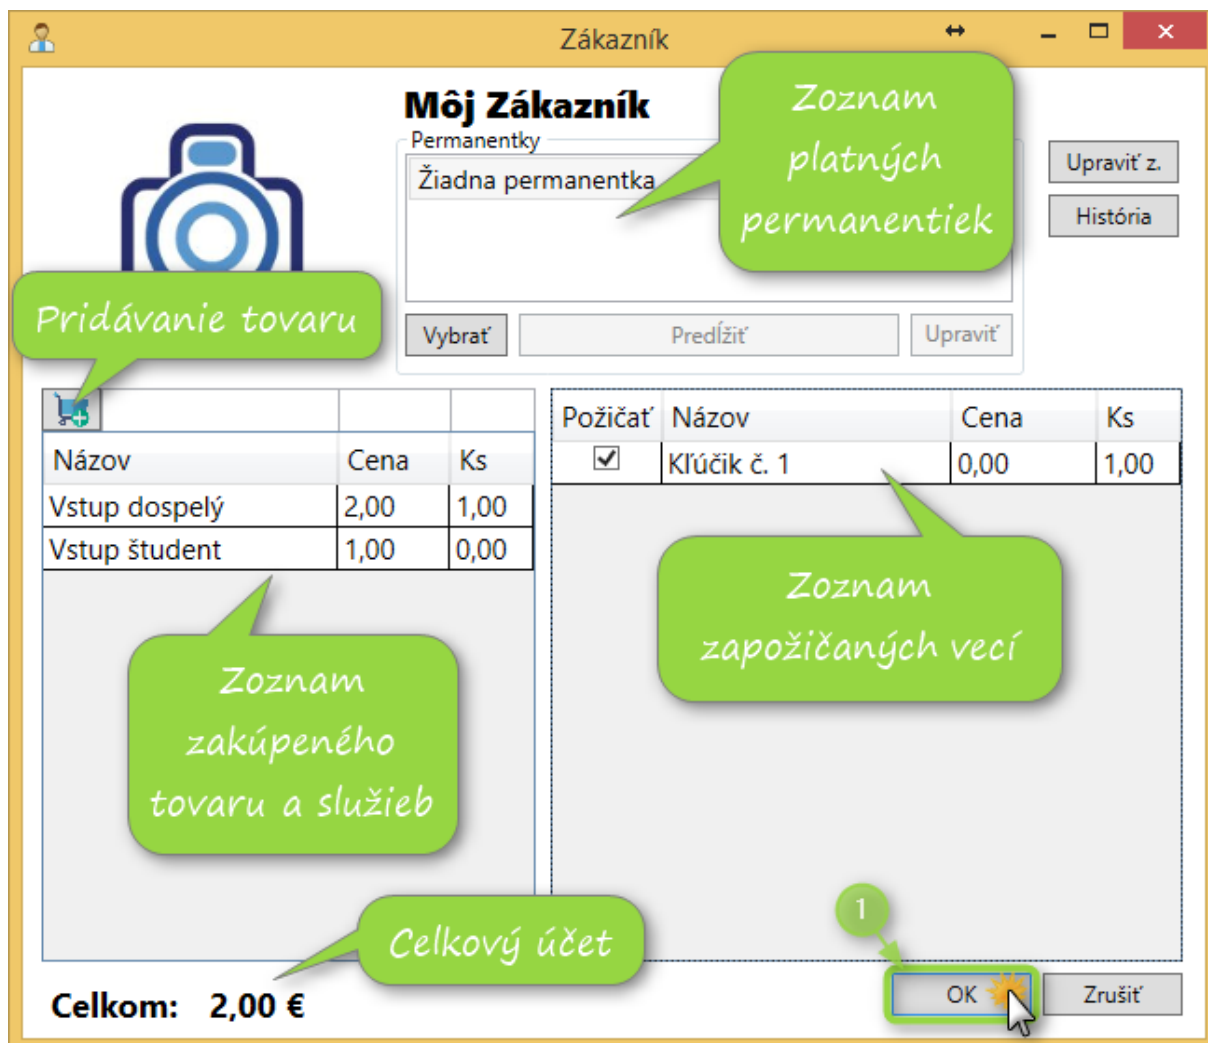 Zákazník
Môj Zákazník
Permanentky
Žiadna permanentka
Zoznam
platných
permanentiek
Upraviť z.
História
Pridávanie tovaru
Vybrať
Predĺžiť
Upraviť
Názov Cena Ks
Vstup dospelý 2,00 1,00
Vstup študent 1,00 0,00
Požičať Názov Cena Ks
Kľúčik č. 1 0,00 1,00
Zoznam
zapožičaných vecí
Zoznam
zakúpeného
tovaru a služieb
1
Celkový účet
Celkom: 2,00 €
OK
Zrušiť